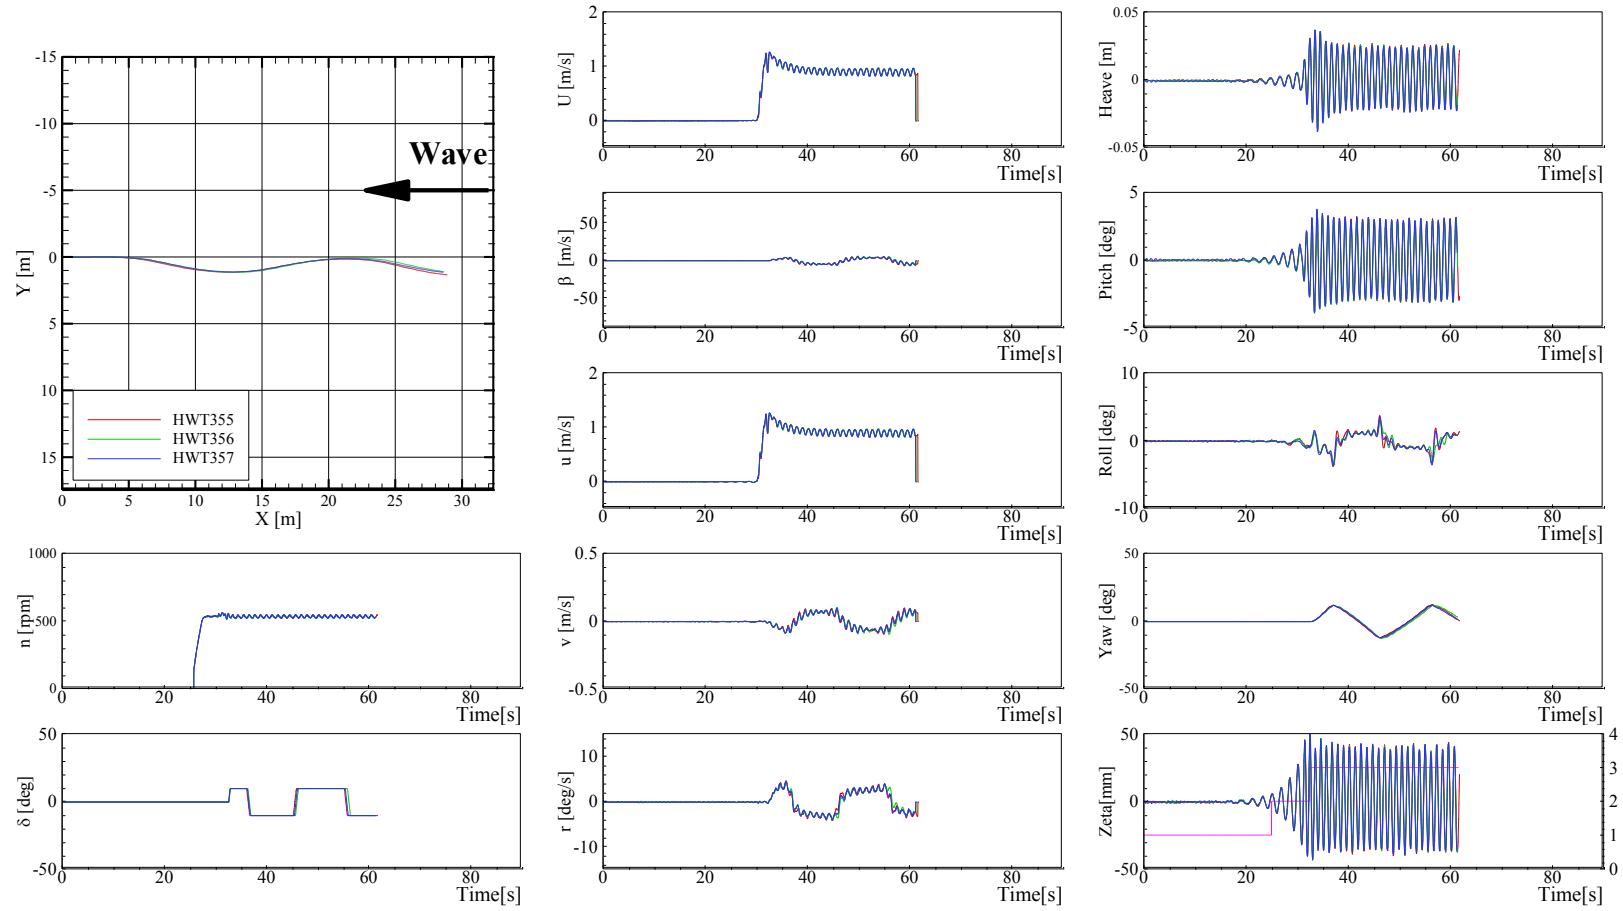 -15
-10
Wave
-5
0
5
10
15
Y [m]
HWT355
HWT356
HWT357
0 5 10 15 20 25 30
X [m]
1000
500
0
n [rpm]
0 20 40 60 80
Time[s]
50
0
-50
δ [deg]
0 20 40 60 80
Time[s]
2
1
0
U [m/s]
0 20 40 60 80
Time[s]
50
0
-50
β [m/s]
0 20 40 60 80
Time[s]
2
1
0
u [m/s]
0 20 40 60 80
Time[s]
0.5
0
-0.5
v [m/s]
0 20 40 60 80
Time[s]
10
0
-10
r [deg/s]
0 20 40 60 80
Time[s]
0.05
0
-0.05
Heave [m]
0 20 40 60 80
Time[s]
5
0
-5
Pitch [deg]
0 20 40 60 80
Time[s]
10
0
-10
Roll [deg]
0 20 40 60 80
Time[s]
50
0
-50
Yaw [deg]
0 20 40 60 80
Time[s]
50
0
-50
Zeta[mm]
4
3
2
1
0
0 20 40 60 80
Time[s]